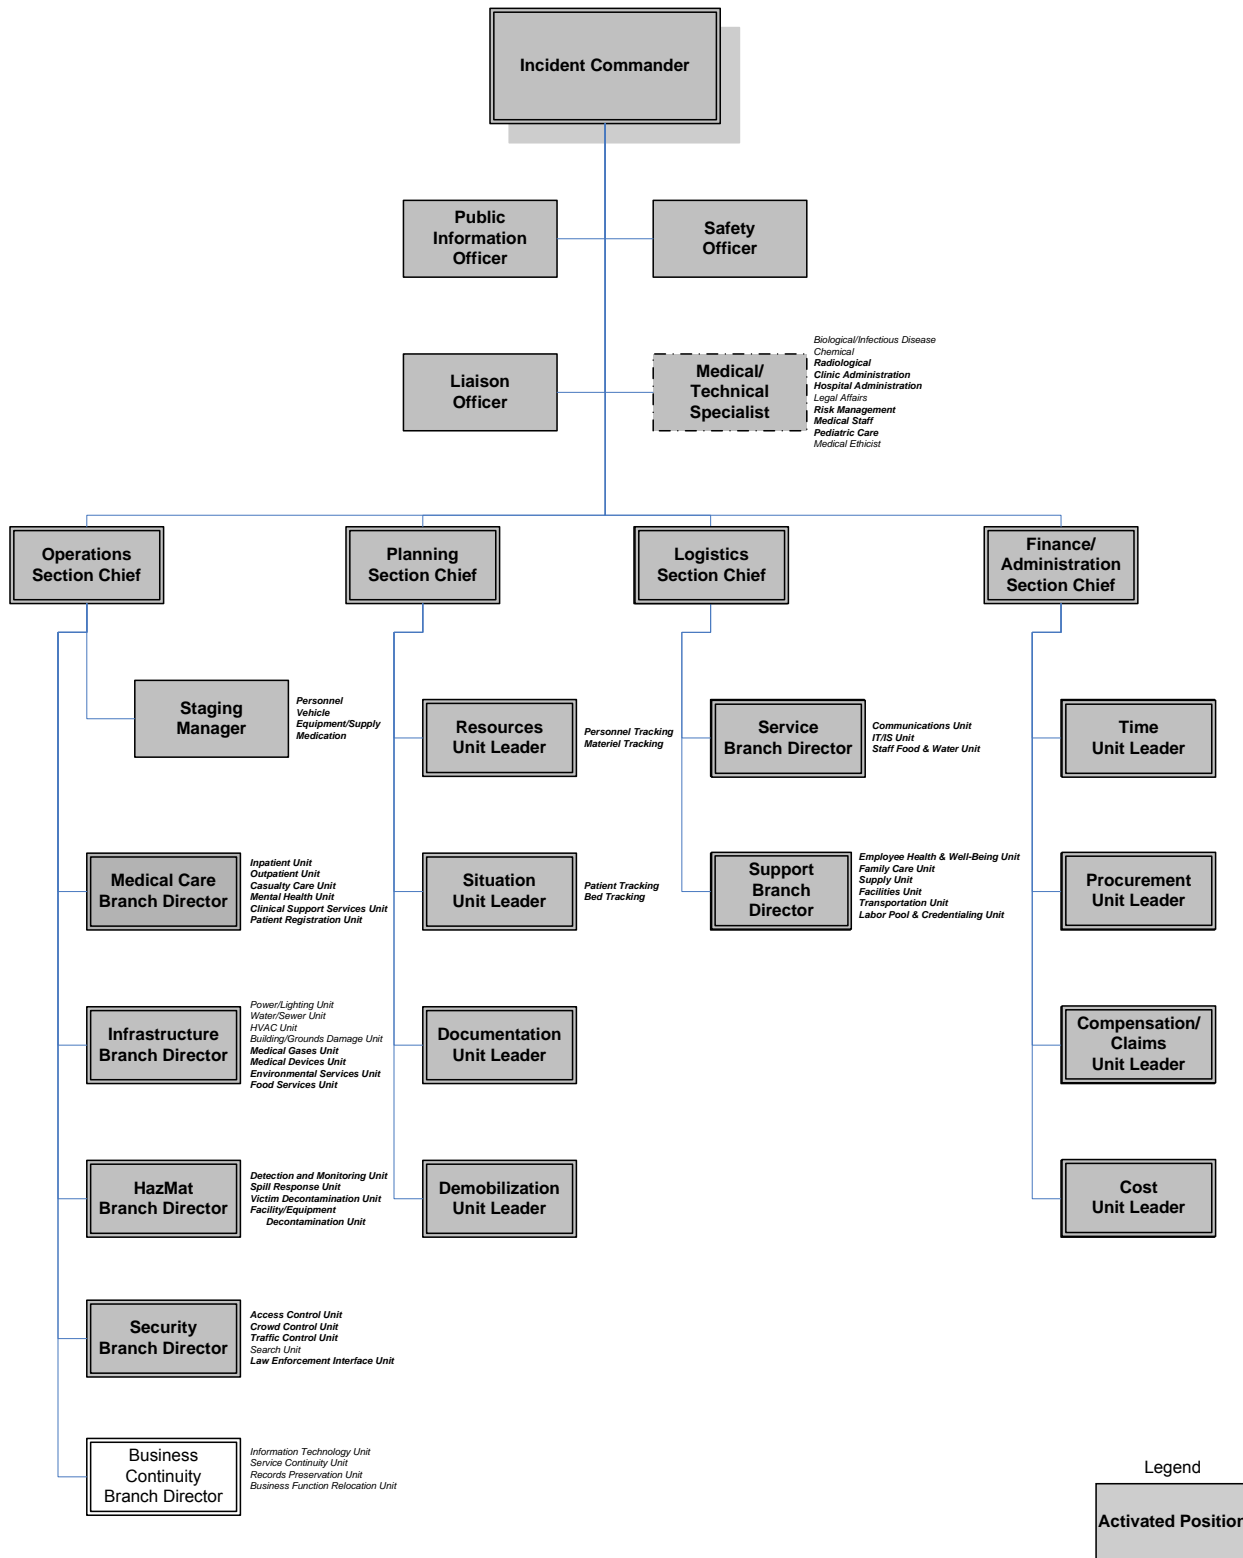 Incident Commander
Public
Information
Officer
Safety
Officer
Liaison
Officer
Medical/
Technical
Specialist
Biological/Infectious Disease
Chemical
Radiological
Clinic Administration
Hospital Administration
Legal Affairs
Risk Management
Medical Staff
Pediatric Care
Medical Ethicist
Operations
Section Chief
Planning
Section Chief
Logistics
Section Chief
Finance/
Administration
Section Chief
Staging
Manager
Personnel
Vehicle
Equipment/Supply
Medication
Resources
Unit Leader
Personnel Tracking
Materiel Tracking
Service
Branch Director
Communications Unit
IT/IS Unit
Staff Food & Water Unit
Time
Unit Leader
Medical Care
Branch Director
Inpatient Unit
Outpatient Unit
Casualty Care Unit
Mental Health Unit
Clinical Support Services Unit
Patient Registration Unit
Situation
Unit Leader
Patient Tracking
Bed Tracking
Support
Branch
Director
Employee Health & Well-Being Unit
Family Care Unit
Supply Unit
Facilities Unit
Transportation Unit
Labor Pool & Credentialing Unit
Procurement
Unit Leader
Infrastructure
Branch Director
Power/Lighting Unit
Water/Sewer Unit
HVAC Unit
Building/Grounds Damage Unit
Medical Gases Unit
Medical Devices Unit
Environmental Services Unit
Food Services Unit
Documentation
Unit Leader
Compensation/
Claims
Unit Leader
HazMat
Branch Director
Detection and Monitoring Unit
Spill Response Unit
Victim Decontamination Unit
Facility/Equipment
Decontamination Unit
Demobilization
Unit Leader
Cost
Unit Leader
Security
Branch Director
Access Control Unit
Crowd Control Unit
Traffic Control Unit
Search Unit
Law Enforcement Interface Unit
Business
Continuity
Branch Director
Information Technology Unit
Service Continuity Unit
Records Preservation Unit
Business Function Relocation Unit
Legend
Activated Position